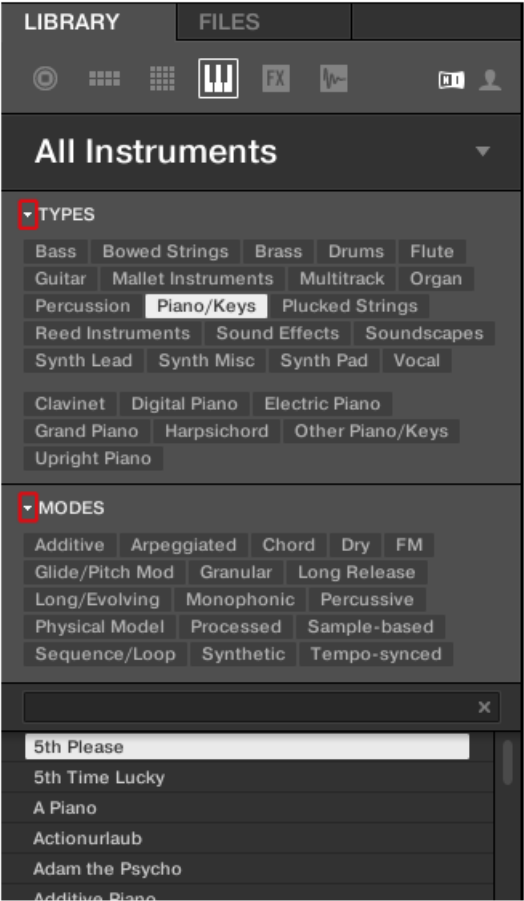 LIBRARY FILES
FX
All Instruments
TYPES
Bass Bowed Strings Brass Drums Flute
Guitar Mallet Instruments Multitrack Organ
Percussion Piano/Keys Plucked Strings
Reed Instruments Sound Effects Soundscapes
Synth Lead Synth Misc Synth Pad Vocal
Clavinet Digital Piano Electric Piano
Grand Piano Harpsichord Other Piano/Keys
Upright Piano
MODES
Additive Arpeggiated Chord Dry FM
Glide/Pitch Mod Granular Long Release
Long/Evolving Monophonic Percussive
Physical Model Processed Sample-based
Sequence/Loop Synthetic Tempo-synced
5th Please
5th Time Lucky
A Piano
Actionurlaub
Adam the Psycho
Additive Piano